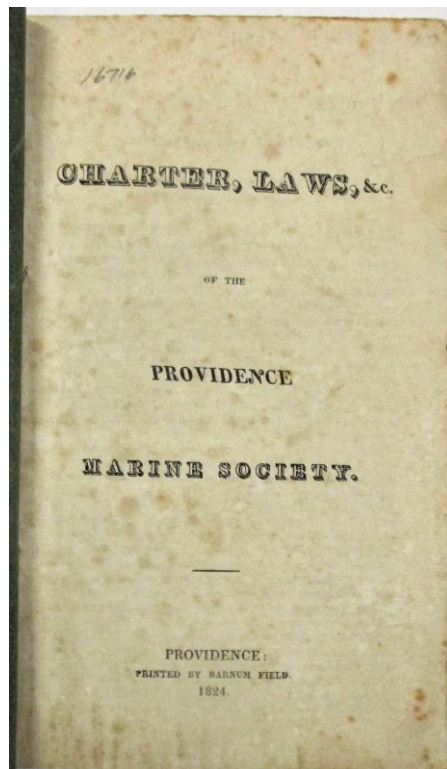 16716
CHARTER, LAWS, &c.
OF THE
PROVIDENCE
MARINE SOCIETY.
PROVIDENCE:
PRINTED BY BARNUM FIELD.
1824.